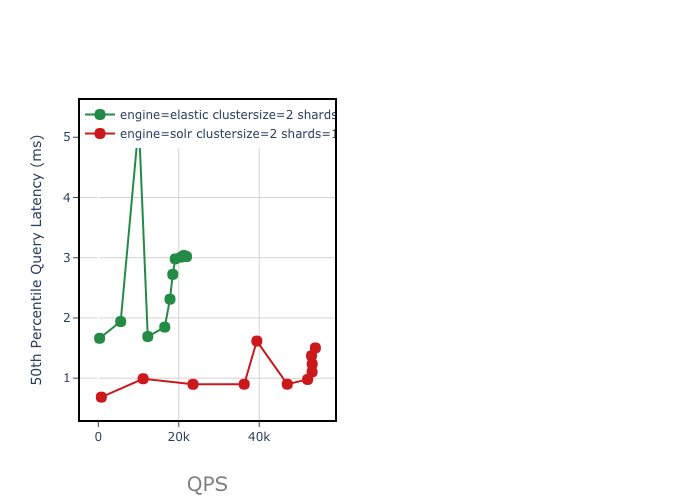 engine=elastic clustersize=2 shards
engine=solr clustersize=2 shards=1
5
4
3
2
1
50th Percentile Query Latency (ms)
0
20k
40k
QPS